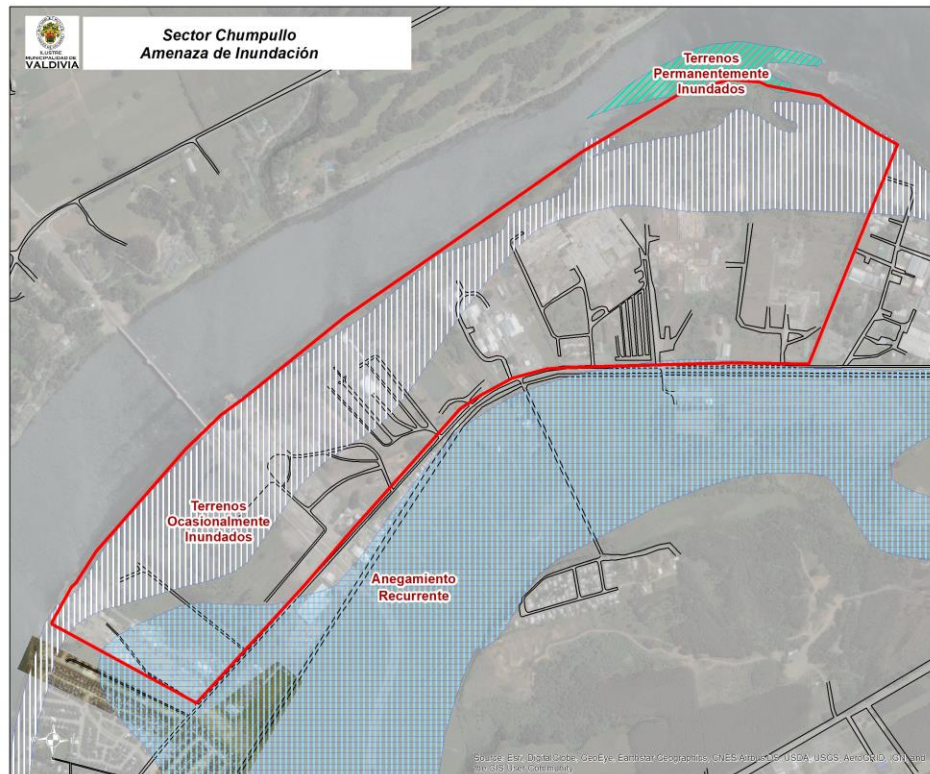 ILUSTRE
MUNICIPALIDAD DE
VALDIVIA
Sector Chumpullo
Amenaza de Inundación
Terrenos
Permanentemente
Inundados
Terrenos
Ocasionalmente
Inundados
Anegamiento
Recurrente
Source: Esri, DigitalGlobe, GeoEye, Earthstar Geographics, CNES/Airbus DS, USDA, USGS, AeroGRID, IGN, and
the GIS User Community